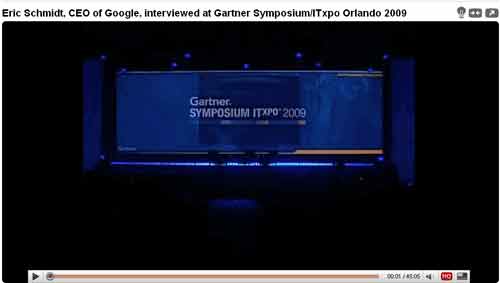 Eric Schmidt, CEO of Google, interviewed at Gartner Symposium/ITxpo Orlando 2009
Gartner.
SYMPOSIUM ITXPO 2009
Gartner
00:01 / 45:05
HQ